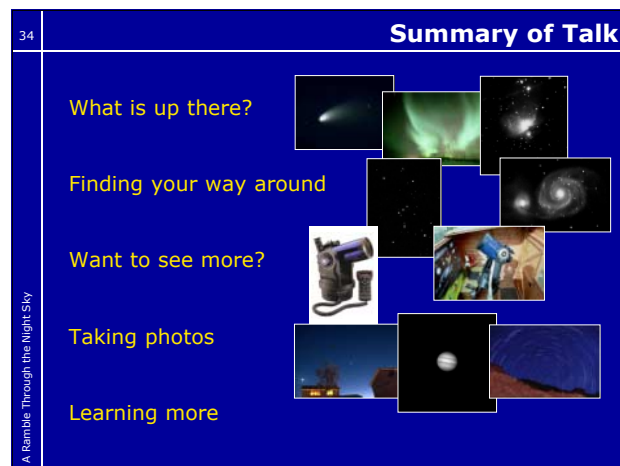 34
Summary of Talk
What is up there?
Finding your way around
Want to see more?
Taking photos
Learning more
A Ramble Through the Night Sky